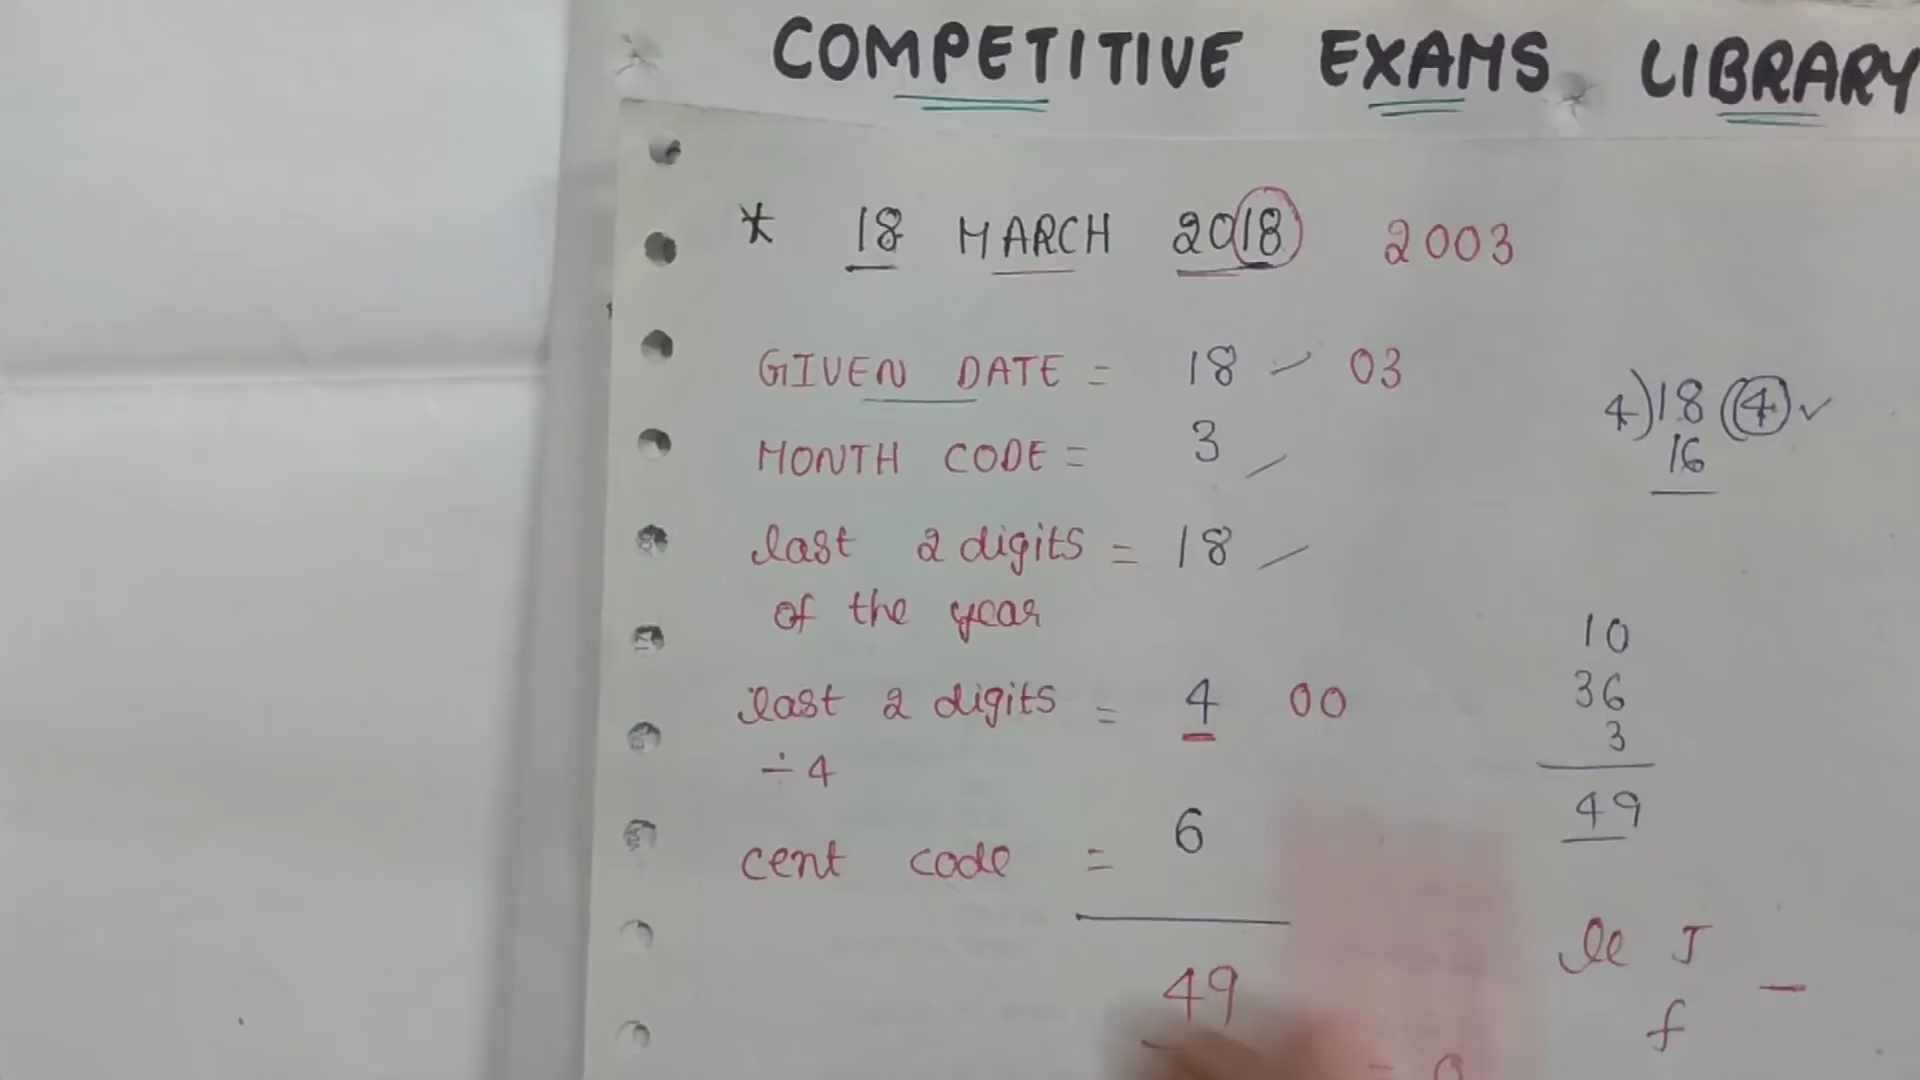 COMPETITIVE EXAMS LIBRARY
* 18 MARCH 2018 2003
GIVEN DATE = 18 03
MONTH CODE = 3
4)18(4
16
last 2 digits = 18
of the year
last 2 digits = 4 00
÷4
cent code = 6
49
10
36
3
49
le J
f